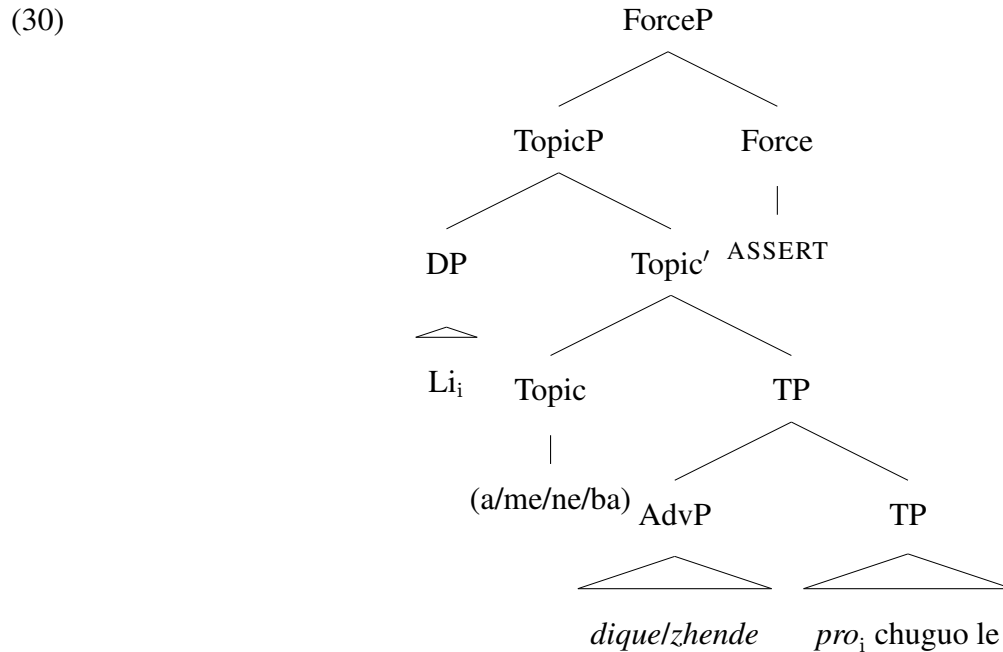 (30) ForceP
TopicP Force
DP Topic′ ASSERT
Liᵢ Topic TP
(a/me/ne/ba) AdvP TP
dique/zhende proᵢ chuguo le